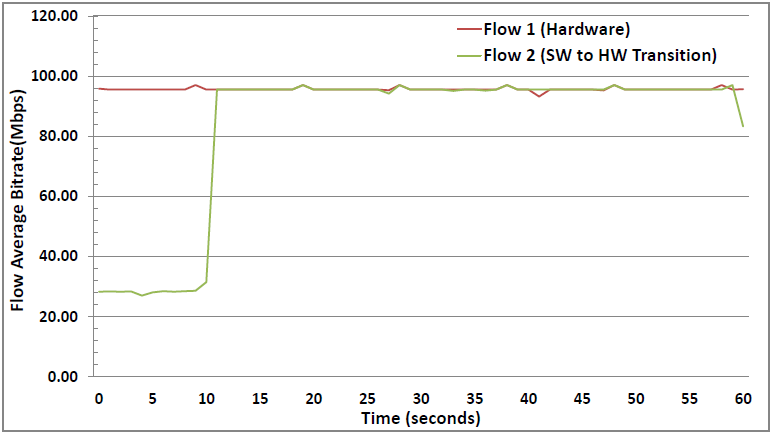 120.00
100.00
80.00
60.00
40.00
20.00
0.00
Flow Average Bitrate(Mbps)
Flow 1 (Hardware)
Flow 2 (SW to HW Transition)
0 5 10 15 20 25 30 35 40 45 50 55 60
Time (seconds)